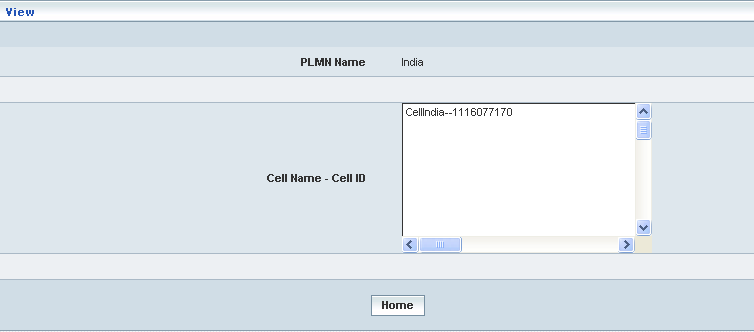 View
PLMN Name India
CellIndia--1116077170
Cell Name - Cell ID
Home